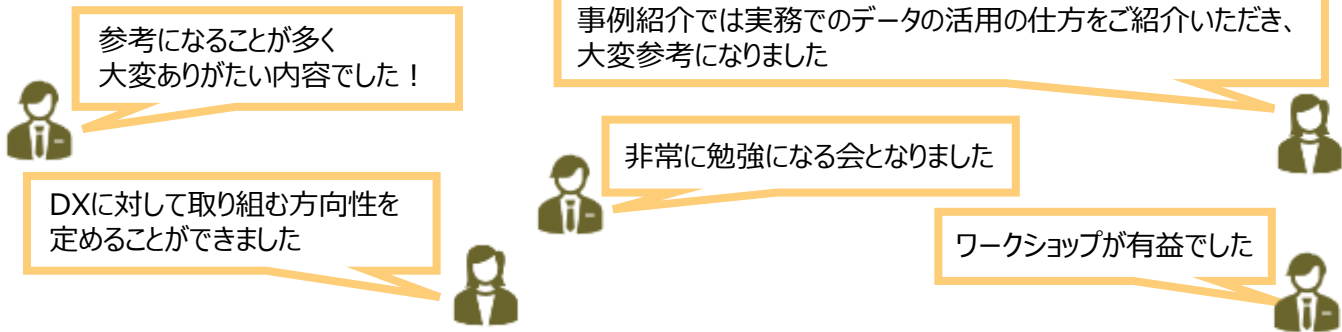 参考になることが多く
大変ありがたい内容でした！
事例紹介では実務でのデータの活用の仕方をご紹介いただき、
大変参考になりました
非常に勉強になる会となりました
DXに対して取り組む方向性を
定めることができました
ワークショップが有益でした